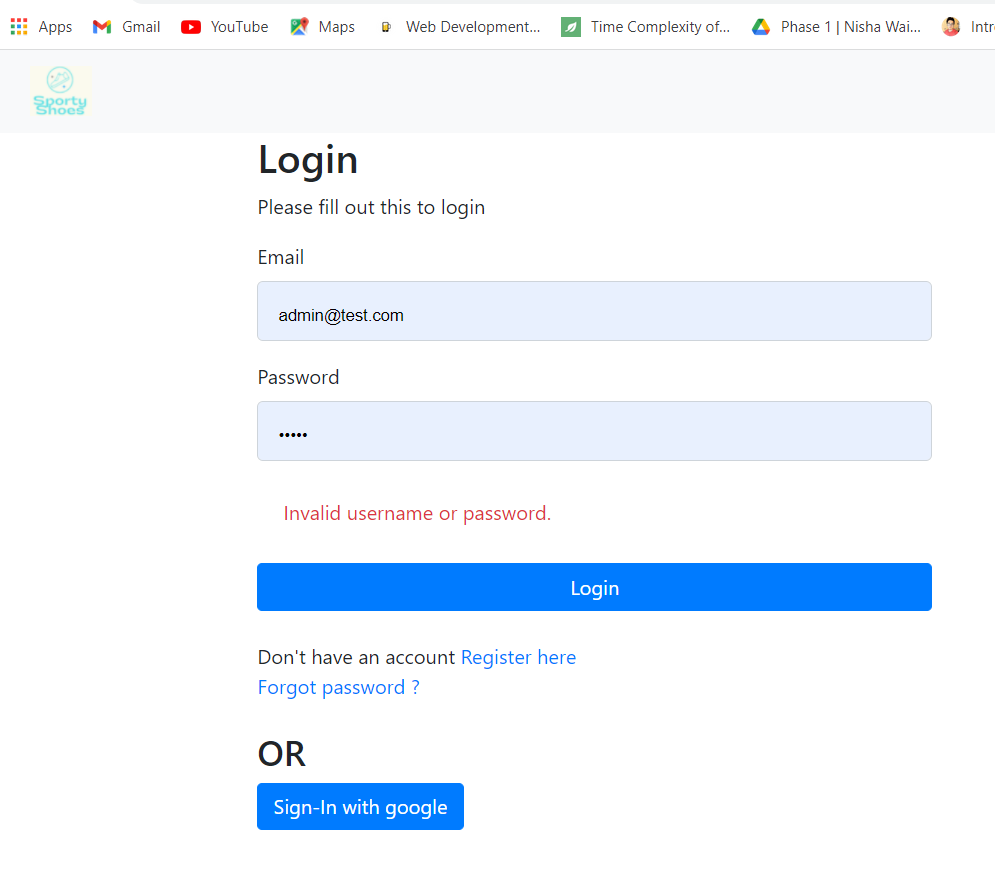 Apps Gmail YouTube Maps Web Development... Time Complexity of... Phase 1 | Nisha Wai... Intr
Sporty
Shoes
Login
Please fill out this to login
Email
admin@test.com
Password
•••••
Invalid username or password.
Login
Don't have an account Register here
Forgot password ?
OR
Sign-In with google